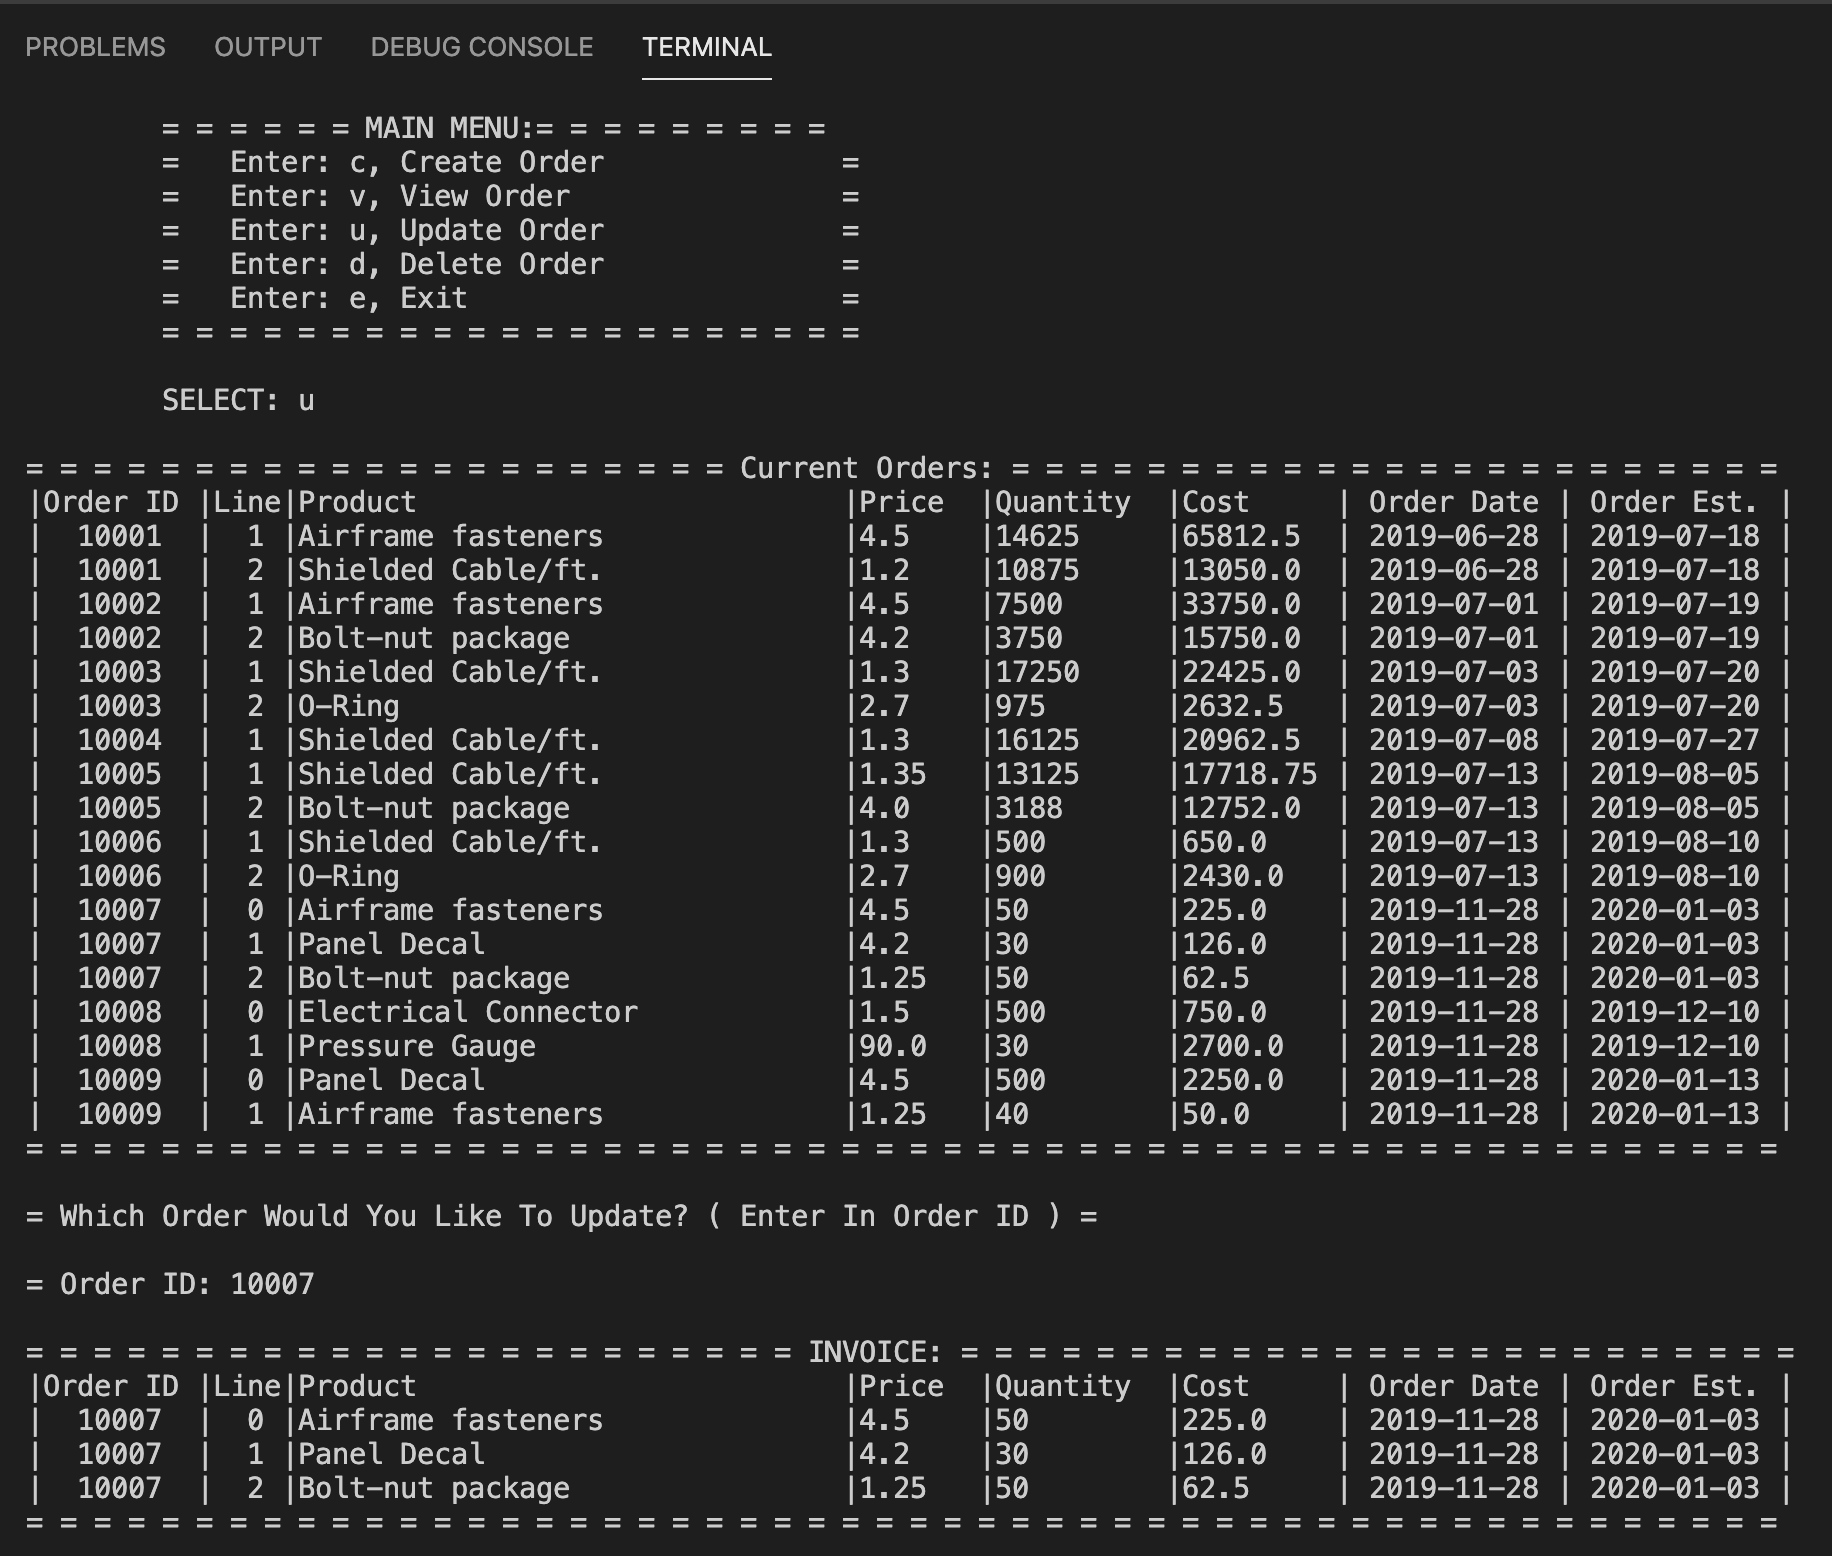 PROBLEMS OUTPUT DEBUG CONSOLE TERMINAL
= = = = = = MAIN MENU:= = = = = = = = =
=   Enter: c, Create Order              =
=   Enter: v, View Order                =
=   Enter: u, Update Order              =
=   Enter: d, Delete Order              =
=   Enter: e, Exit                      =
= = = = = = = = = = = = = = = = = = = = =
SELECT: u
= = = = = = = = = = = = = = = = = = = = = Current Orders: = = = = = = = = = = = = = = = = = = = = = = =
|Order ID |Line|Product                         |Price  |Quantity  |Cost     | Order Date | Order Est. |
|  10001  |  1 |Airframe fasteners              |4.5    |14625     |65812.5  | 2019-06-28 | 2019-07-18 |
|  10001  |  2 |Shielded Cable/ft.              |1.2    |10875     |13050.0  | 2019-06-28 | 2019-07-18 |
|  10002  |  1 |Airframe fasteners              |4.5    |7500      |33750.0  | 2019-07-01 | 2019-07-19 |
|  10002  |  2 |Bolt-nut package                |4.2    |3750      |15750.0  | 2019-07-01 | 2019-07-19 |
|  10003  |  1 |Shielded Cable/ft.              |1.3    |17250     |22425.0  | 2019-07-03 | 2019-07-20 |
|  10003  |  2 |O-Ring                          |2.7    |975       |2632.5   | 2019-07-03 | 2019-07-20 |
|  10004  |  1 |Shielded Cable/ft.              |1.3    |16125     |20962.5  | 2019-07-08 | 2019-07-27 |
|  10005  |  1 |Shielded Cable/ft.              |1.35   |13125     |17718.75 | 2019-07-13 | 2019-08-05 |
|  10005  |  2 |Bolt-nut package                |4.0    |3188      |12752.0  | 2019-07-13 | 2019-08-05 |
|  10006  |  1 |Shielded Cable/ft.              |1.3    |500       |650.0    | 2019-07-13 | 2019-08-10 |
|  10006  |  2 |O-Ring                          |2.7    |900       |2430.0   | 2019-07-13 | 2019-08-10 |
|  10007  |  0 |Airframe fasteners              |4.5    |50        |225.0    | 2019-11-28 | 2020-01-03 |
|  10007  |  1 |Panel Decal                     |4.2    |30        |126.0    | 2019-11-28 | 2020-01-03 |
|  10007  |  2 |Bolt-nut package                |1.25   |50        |62.5     | 2019-11-28 | 2020-01-03 |
|  10008  |  0 |Electrical Connector            |1.5    |500       |750.0    | 2019-11-28 | 2019-12-10 |
|  10008  |  1 |Pressure Gauge                  |90.0   |30        |2700.0   | 2019-11-28 | 2019-12-10 |
|  10009  |  0 |Panel Decal                     |4.5    |500       |2250.0   | 2019-11-28 | 2020-01-13 |
|  10009  |  1 |Airframe fasteners              |1.25   |40        |50.0     | 2019-11-28 | 2020-01-13 |
= = = = = = = = = = = = = = = = = = = = = = = = = = = = = = = = = = = = = = = = = = = = = = = = = = = =
= Which Order Would You Like To Update? ( Enter In Order ID ) =
= Order ID: 10007
= = = = = = = = = = = = = = = = = = = = = = = INVOICE: = = = = = = = = = = = = = = = = = = = = = = = = =
|Order ID |Line|Product                         |Price  |Quantity  |Cost     | Order Date | Order Est. |
|  10007  |  0 |Airframe fasteners              |4.5    |50        |225.0    | 2019-11-28 | 2020-01-03 |
|  10007  |  1 |Panel Decal                     |4.2    |30        |126.0    | 2019-11-28 | 2020-01-03 |
|  10007  |  2 |Bolt-nut package                |1.25   |50        |62.5     | 2019-11-28 | 2020-01-03 |
= = = = = = = = = = = = = = = = = = = = = = = = = = = = = = = = = = = = = = = = = = = = = = = = = = = =